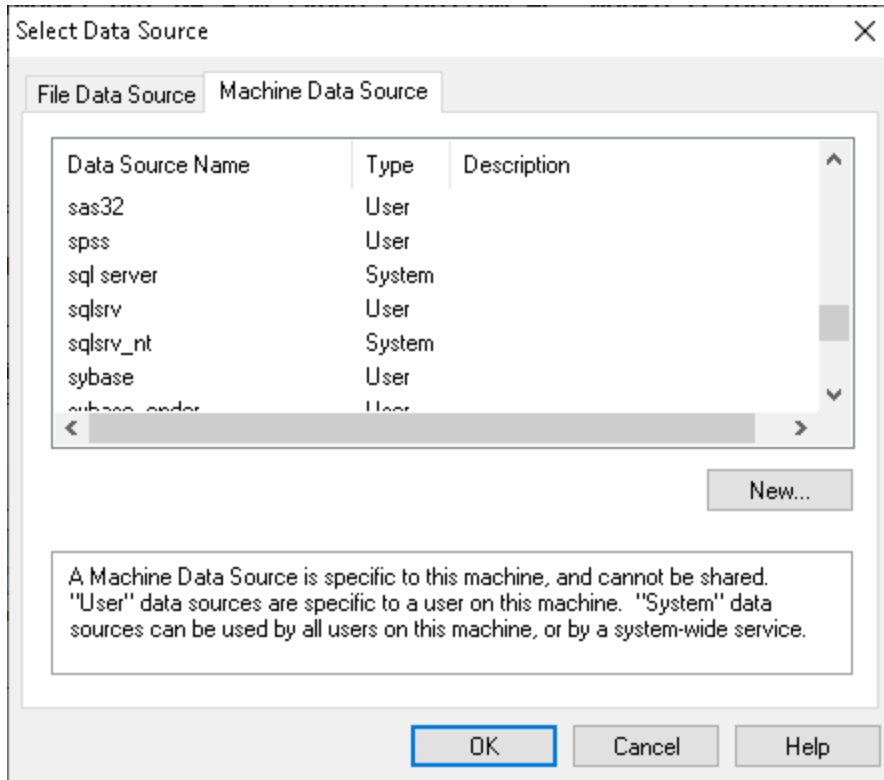 Select Data Source
File Data Source Machine Data Source
Data Source Name Type Description
sas32 User
spss User
sql server System
sqlsrv User
sqlsrv_nt System
sybase User
New...
A Machine Data Source is specific to this machine, and cannot be shared.
"User" data sources are specific to a user on this machine.  "System" data
sources can be used by all users on this machine, or by a system-wide service.
OK Cancel Help